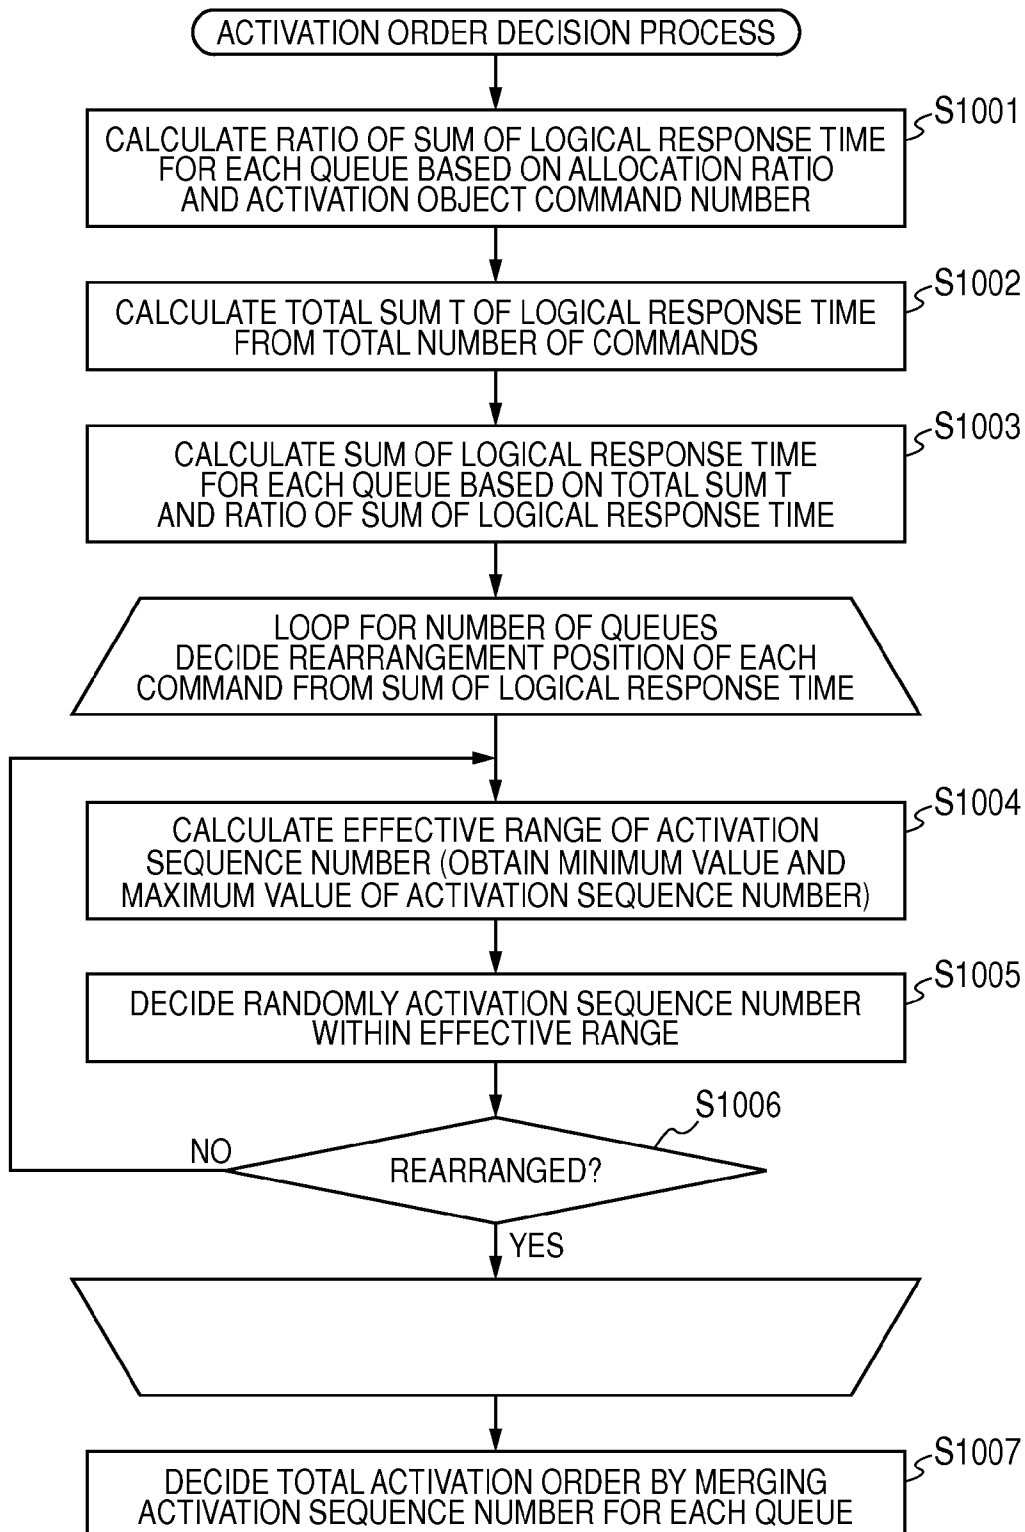 ACTIVATION ORDER DECISION PROCESS
S1001
CALCULATE RATIO OF SUM OF LOGICAL RESPONSE TIME
FOR EACH QUEUE BASED ON ALLOCATION RATIO
AND ACTIVATION OBJECT COMMAND NUMBER
S1002
CALCULATE TOTAL SUM T OF LOGICAL RESPONSE TIME
FROM TOTAL NUMBER OF COMMANDS
S1003
CALCULATE SUM OF LOGICAL RESPONSE TIME
FOR EACH QUEUE BASED ON TOTAL SUM T
AND RATIO OF SUM OF LOGICAL RESPONSE TIME
LOOP FOR NUMBER OF QUEUES
DECIDE REARRANGEMENT POSITION OF EACH
COMMAND FROM SUM OF LOGICAL RESPONSE TIME
S1004
CALCULATE EFFECTIVE RANGE OF ACTIVATION
SEQUENCE NUMBER (OBTAIN MINIMUM VALUE AND
MAXIMUM VALUE OF ACTIVATION SEQUENCE NUMBER)
S1005
DECIDE RANDOMLY ACTIVATION SEQUENCE NUMBER
WITHIN EFFECTIVE RANGE
S1006
NO
REARRANGED?
YES
S1007
DECIDE TOTAL ACTIVATION ORDER BY MERGING
ACTIVATION SEQUENCE NUMBER FOR EACH QUEUE